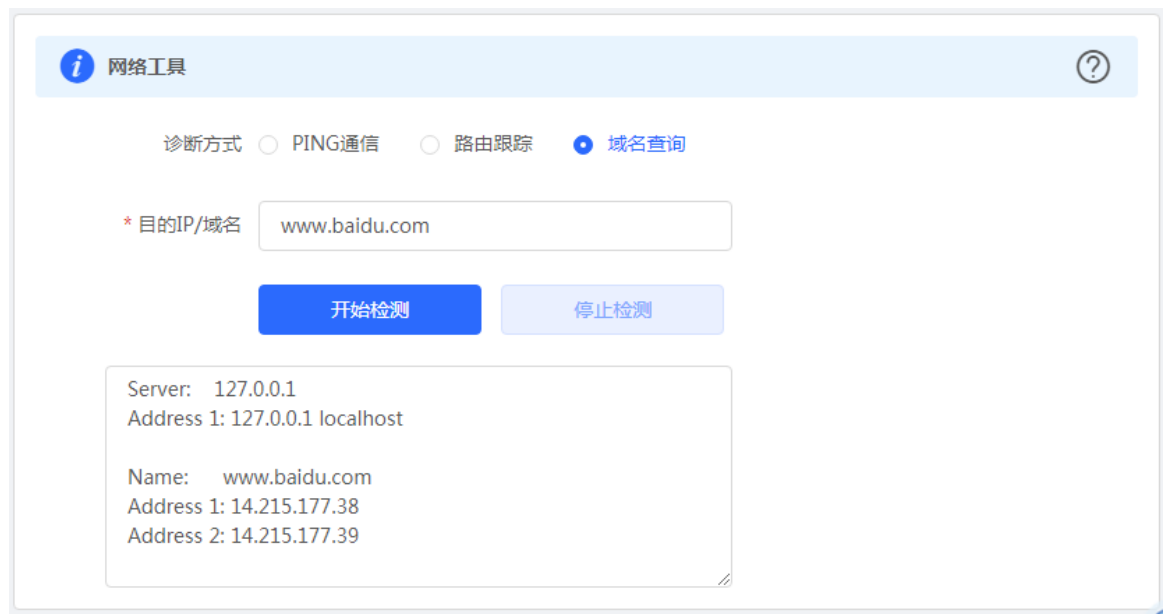 网络工具
诊断方式 PING通信 路由跟踪 域名查询
* 目的IP/域名 www.baidu.com
开始检测 停止检测
Server: 127.0.0.1
Address 1: 127.0.0.1 localhost
Name: www.baidu.com
Address 1: 14.215.177.38
Address 2: 14.215.177.39